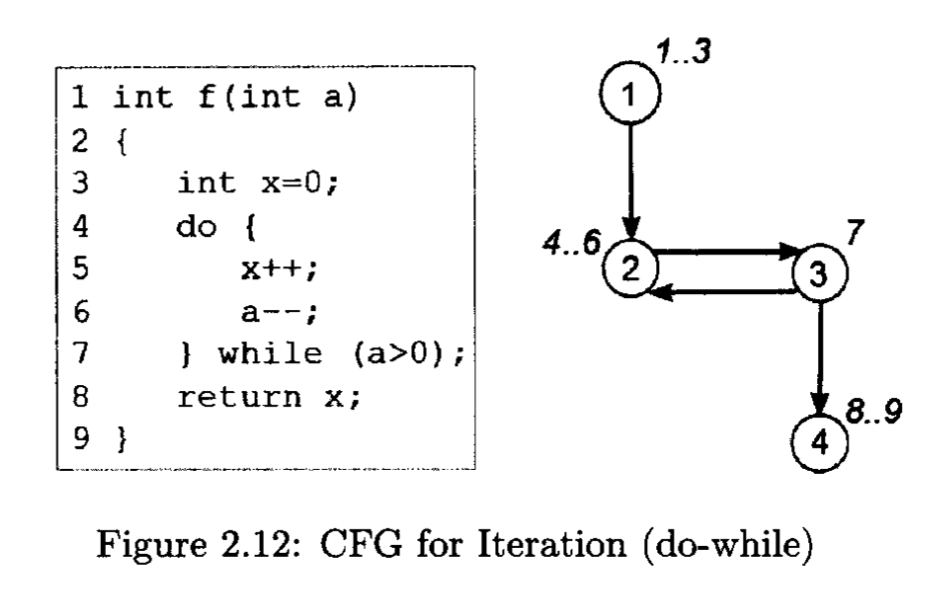 1 int f(int a)
2 {
3 int x=0;
4 do {
5 x++;
6 a--;
7 } while (a>0);
8 return x;
9 }
1..3
1
4..6
2
7
3
8..9
4
Figure 2.12: CFG for Iteration (do-while)